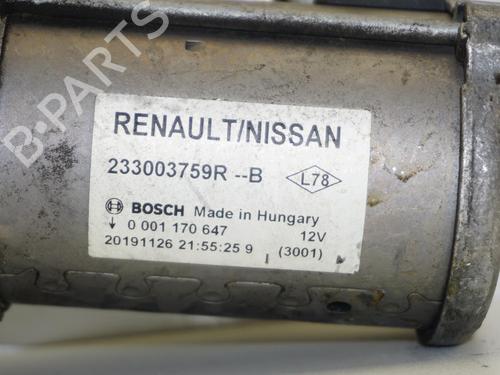 B-PARTS
RENAULT/NISSAN
233003759R --B L78
BOSCH Made in Hungary
0 001 170 647 12V
20191126 21:55:25 9 (3001)